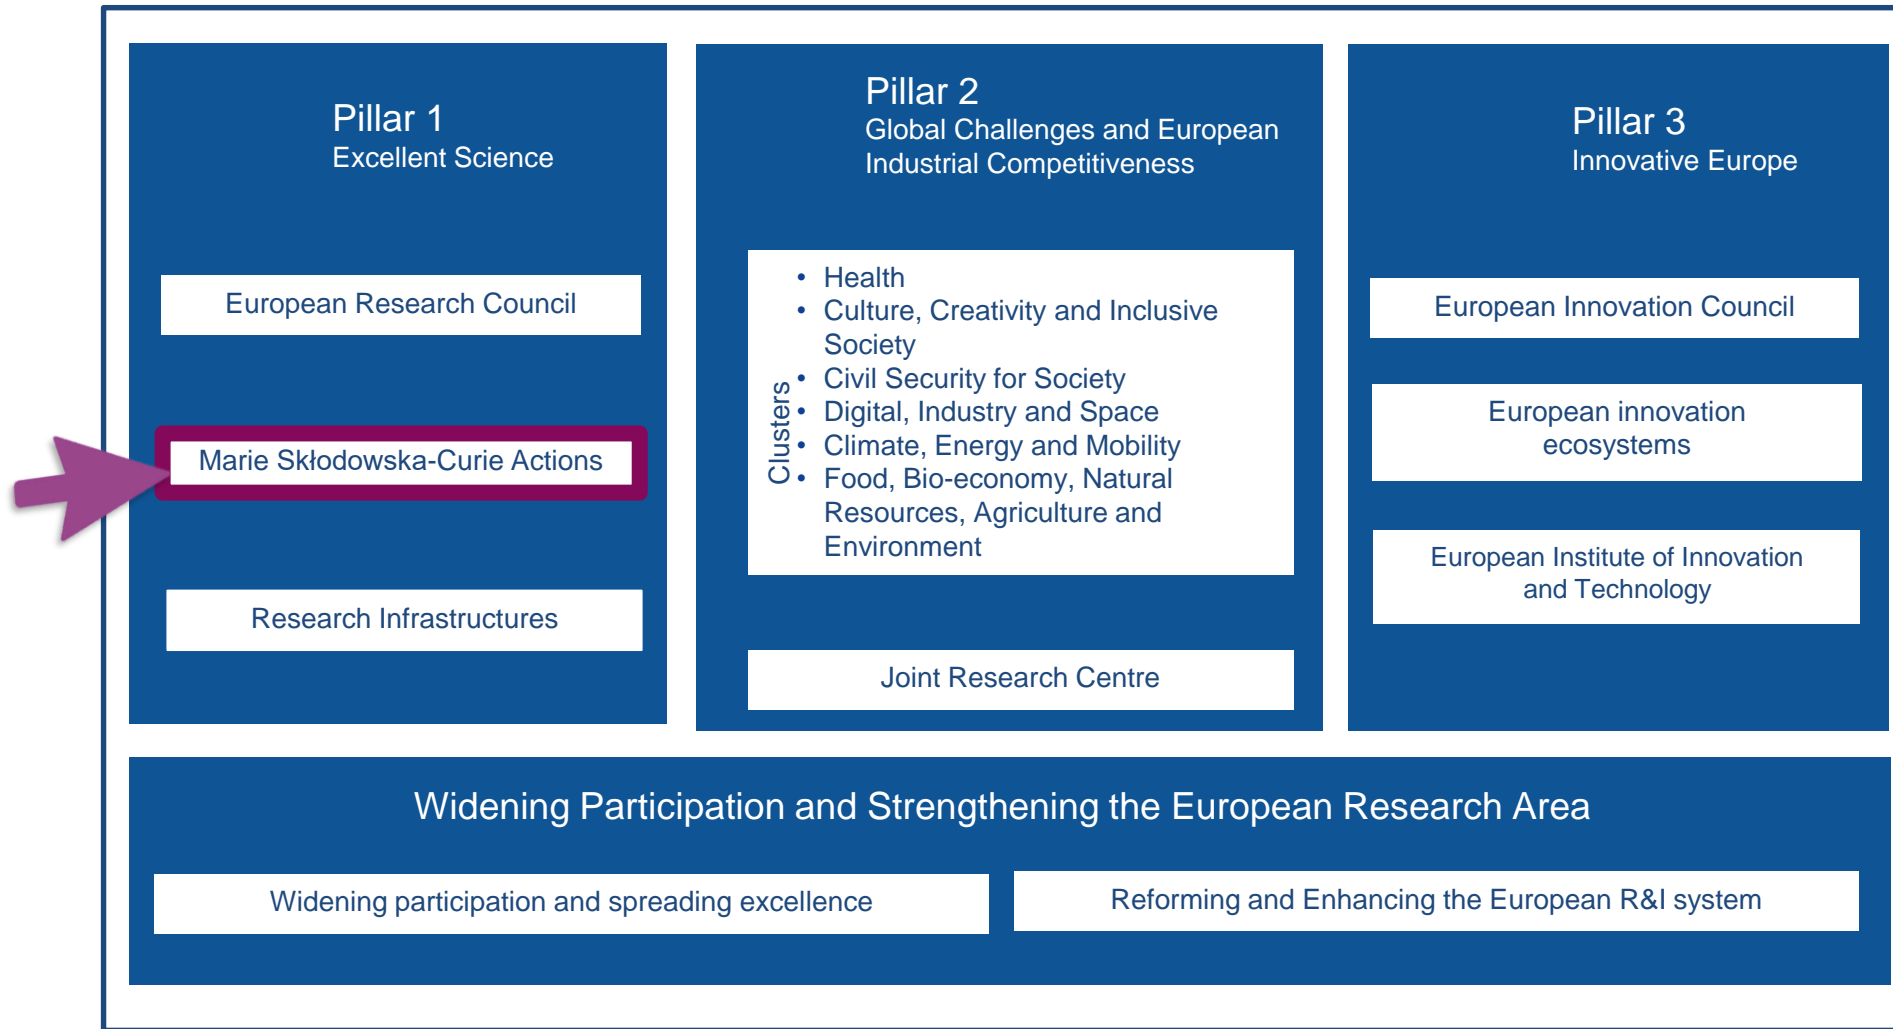 Pillar 1
Excellent Science
European Research Council
Marie Skłodowska-Curie Actions
Research Infrastructures
Pillar 2
Global Challenges and European
Industrial Competitiveness
Clusters
• Health
• Culture, Creativity and Inclusive
Society
• Civil Security for Society
• Digital, Industry and Space
• Climate, Energy and Mobility
• Food, Bio-economy, Natural
Resources, Agriculture and
Environment
Joint Research Centre
Pillar 3
Innovative Europe
European Innovation Council
European innovation
ecosystems
European Institute of Innovation
and Technology
Widening Participation and Strengthening the European Research Area
Widening participation and spreading excellence
Reforming and Enhancing the European R&I system